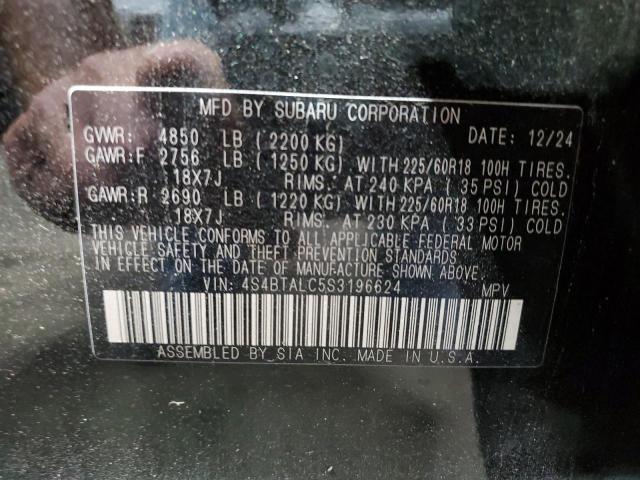 MFD BY SUBARU CORPORATION
GVWR: 4850 LB ( 2200 KG) DATE: 12/24
GAWR:F 2756 LB ( 1250 KG) WITH 225/60R18 100H TIRES.
18X7J RIMS. AT 240 KPA ( 35 PSI) COLD
GAWR:R 2690 LB ( 1220 KG) WITH 225/60R18 100H TIRES.
18X7J RIMS. AT 230 KPA ( 33 PSI) COLD
THIS VEHICLE CONFORMS TO ALL APPLICABLE FEDERAL MOTOR
VEHICLE SAFETY AND THEFT PREVENTION STANDARDS
IN EFFECT ON THE DATE OF MANUFACTURE SHOWN ABOVE.
VIN: 4S4BTALC5S3196624 MPV
ASSEMBLED BY SIA INC. MADE IN U.S.A.